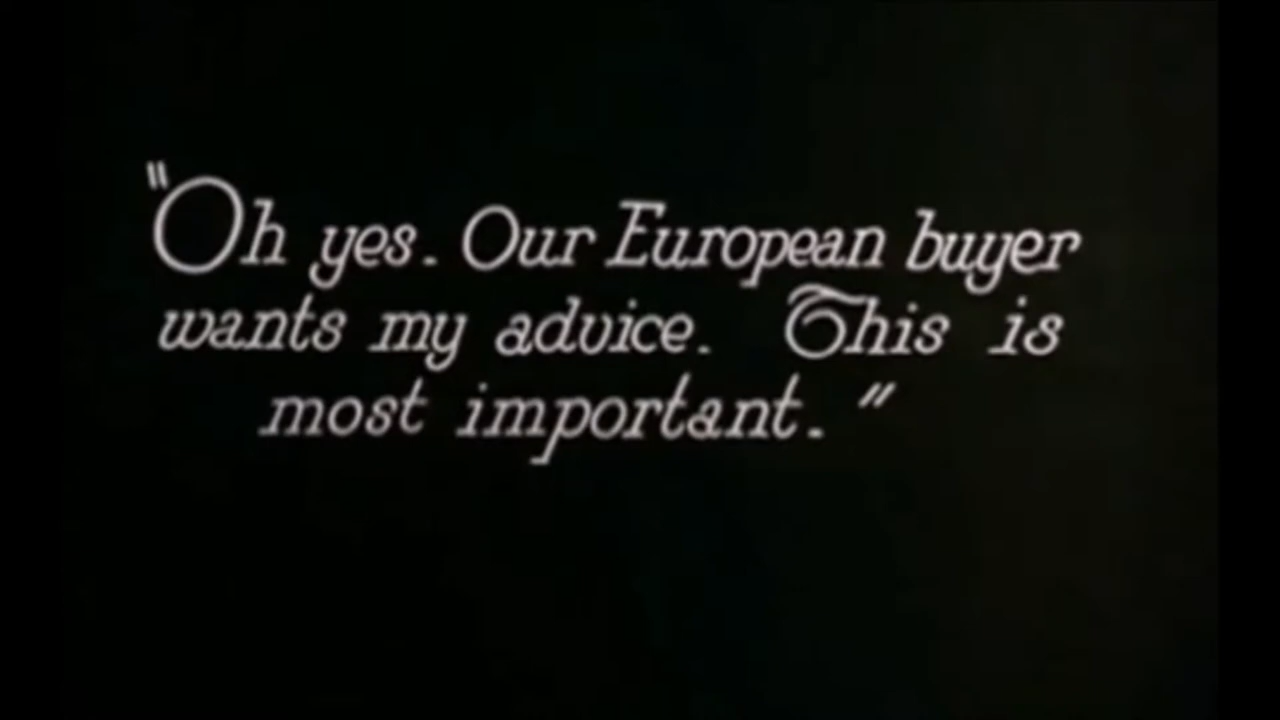 "Oh yes. Our European buyer
wants my advice. This is
most important."